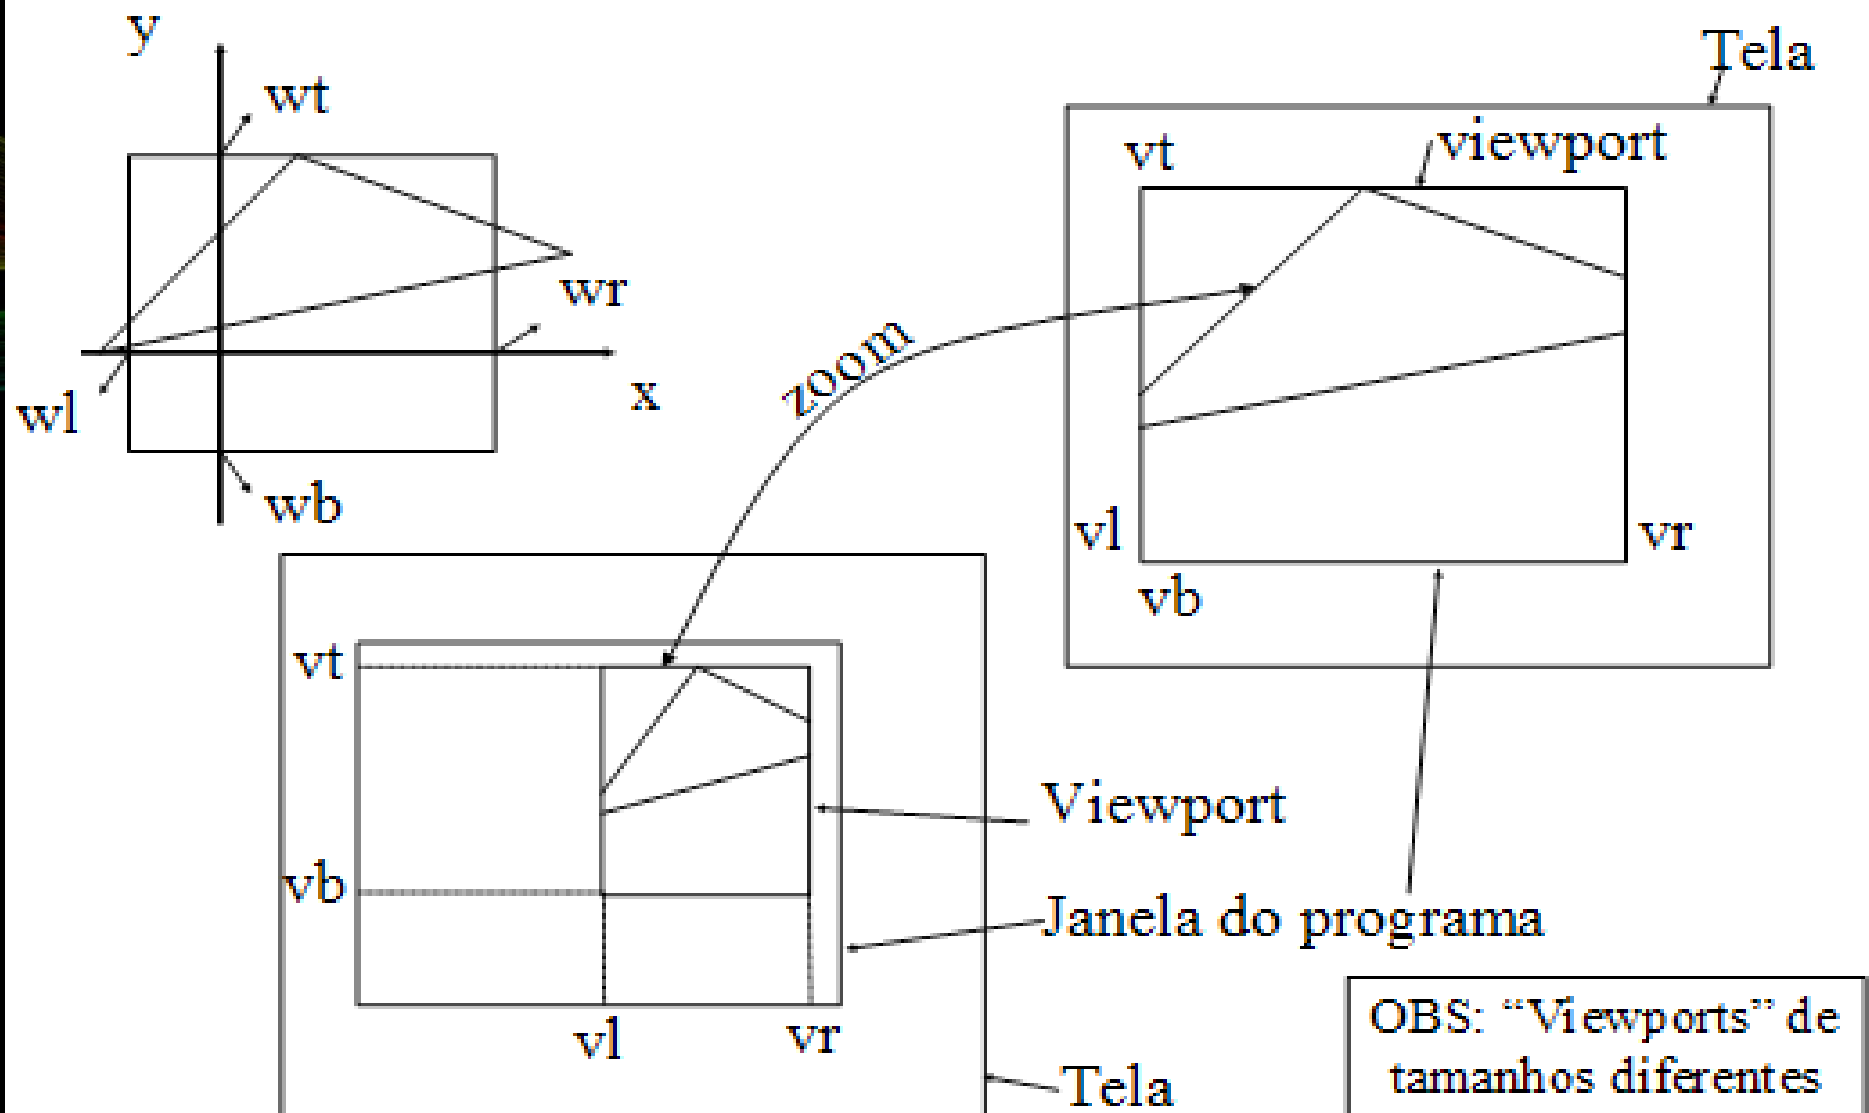 y
wt
wr
x
wl
wb
zoom
Tela
viewport
vt
vl
vr
vb
vt
vb
vl
vr
Viewport
Janela do programa
Tela
OBS: “Viewports” de
tamanhos diferentes